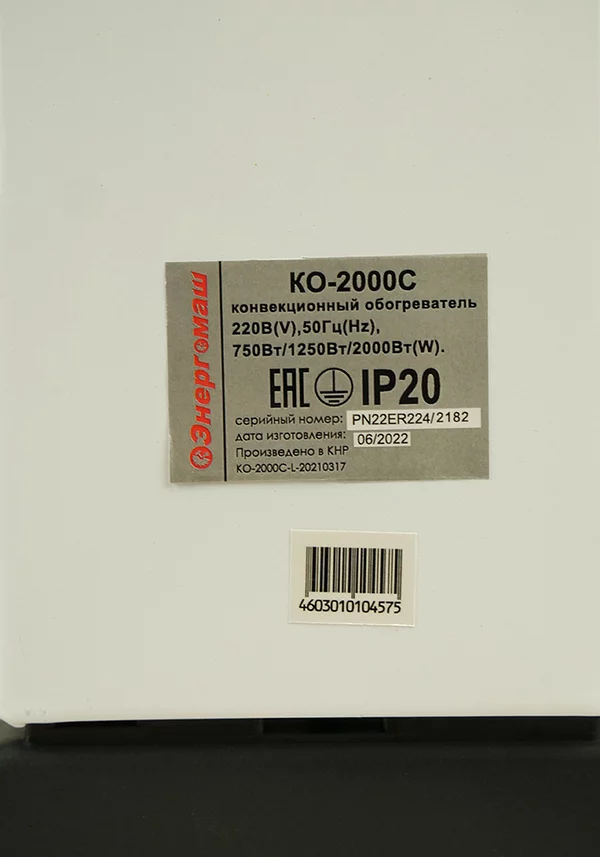 Энергомаш
КО-2000С
конвекционный обогреватель
220В(V),50Гц(Hz),
750Вт/1250Вт/2000Вт(W).
EAC IP20
серийный номер: PN22ER224/2182
дата изготовления: 06/2022
Произведено в КНР
КО-2000С-L-20210317
4603010104575